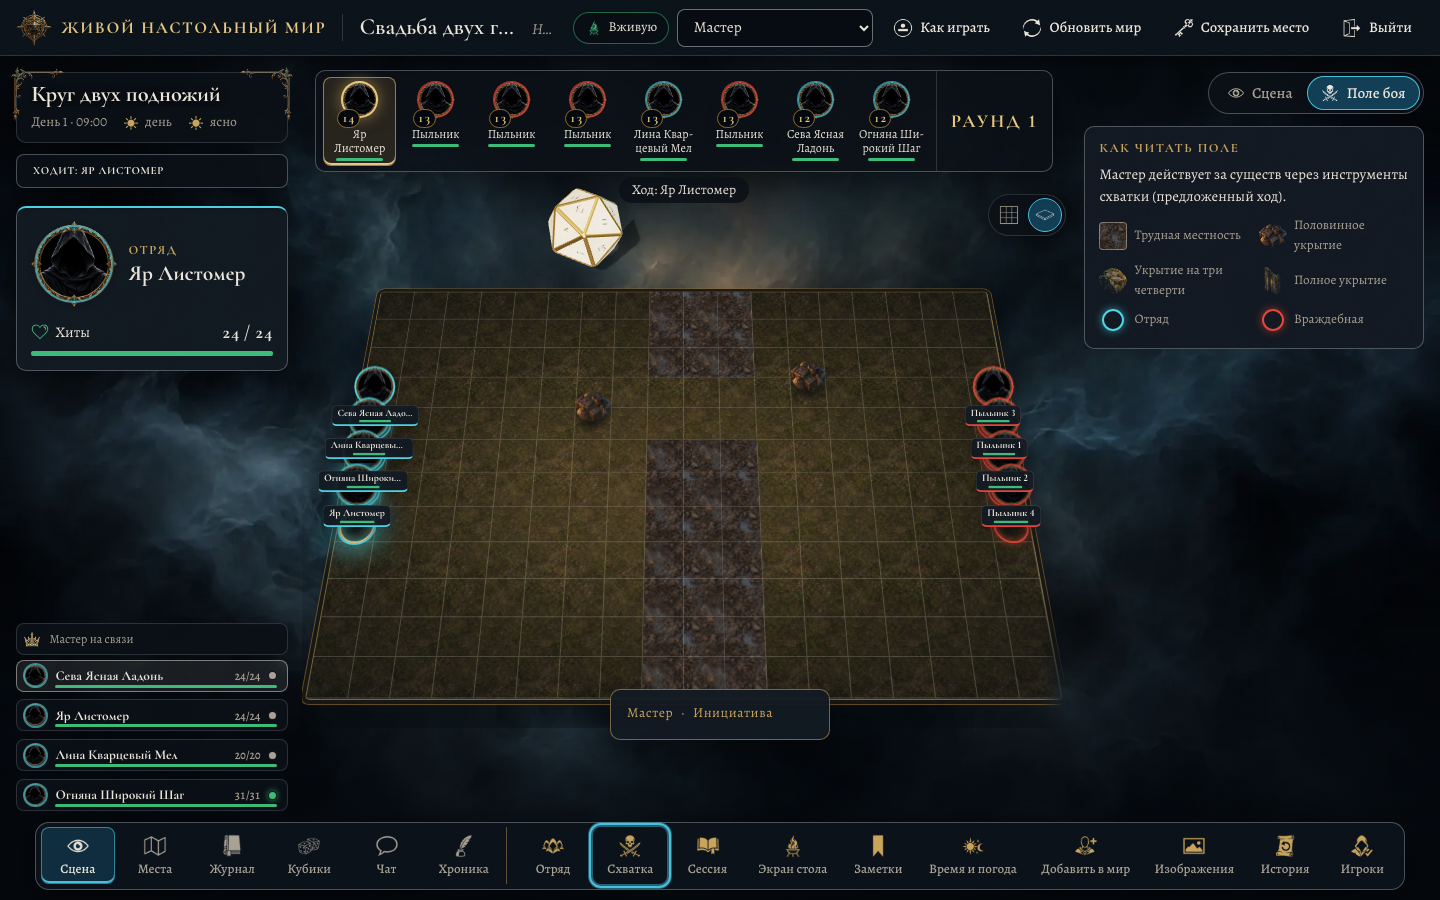 ЖИВОЙ НАСТОЛЬНЫЙ МИР
Свадьба двух г...
Н...
Вживую
Мастер
Как играть
Обновить мир
Сохранить место
Выйти
Круг двух подножий
День 1 · 09:00
день
ясно
ХОДИТ: ЯР ЛИСТОМЕР
ОТРЯД
Яр Листомер
Хиты
24 / 24
14
Яр
Листомер
13
Пыльник
13
Пыльник
13
Пыльник
13
Лина Квар-
цевый Мел
13
Пыльник
12
Сева Ясная
Ладонь
12
Огняна Ши-
рокий Шаг
РАУНД 1
Ход: Яр Листомер
Сцена
Поле боя
КАК ЧИТАТЬ ПОЛЕ
Мастер действует за существ через инструменты
схватки (предложенный ход).
Трудная местность
Половинное
укрытие
Укрытие на три
четверти
Полное укрытие
Отряд
Враждебная
Сева Ясная Ладо...
Лина Кварцевы...
Огняна Широки...
Яр Листомер
Пыльник 3
Пыльник 1
Пыльник 2
Пыльник 4
Мастер · Инициатива
Мастер на связи
Сева Ясная Ладонь
24/24
Яр Листомер
24/24
Лина Кварцевый Мел
20/20
Огняна Широкий Шаг
31/31
Сцена
Места
Журнал
Кубики
Чат
Хроника
Отряд
Схватка
Сессия
Экран стола
Заметки
Время и погода
Добавить в мир
Изображения
История
Игроки